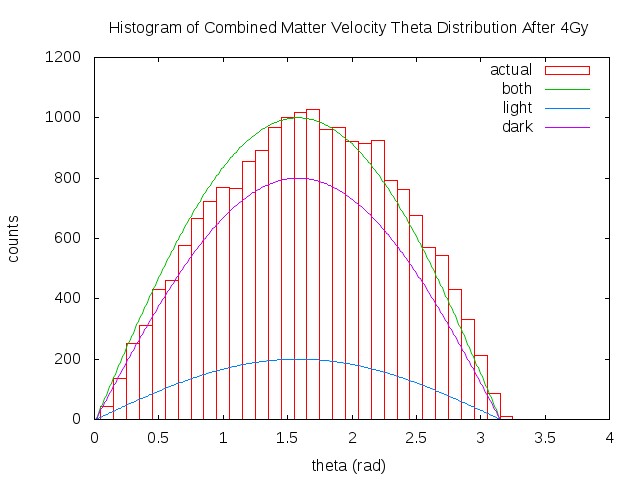 Histogram of Combined Matter Velocity Theta Distribution After 4Gy
1200
1000
800
600
400
200
0
counts
actual
both
light
dark
0 0.5 1 1.5 2 2.5 3 3.5 4
theta (rad)